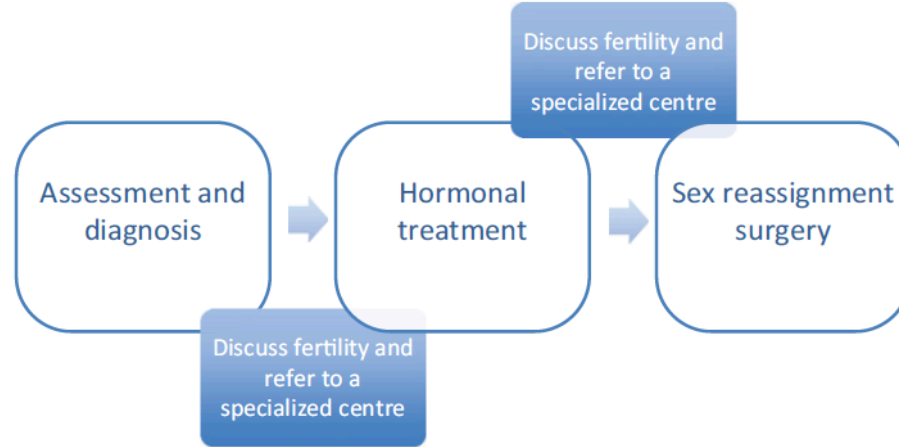 Discuss fertility and
refer to a
specialized centre
Assessment and
diagnosis
Hormonal
treatment
Sex reassignment
surgery
Discuss fertility and
refer to a
specialized centre